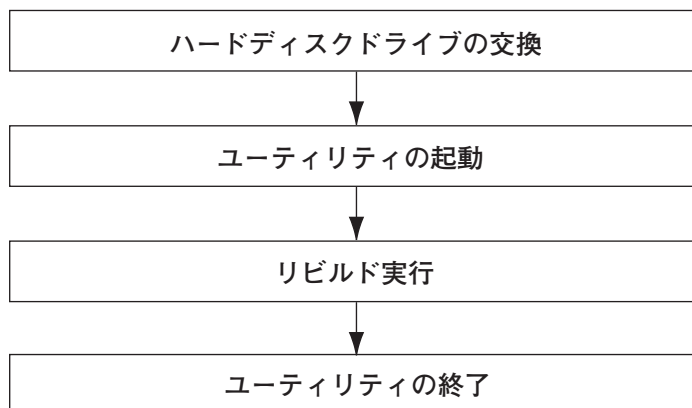 ハードディスクドライブの交換
ユーティリティの起動
リビルド実行
ユーティリティの終了